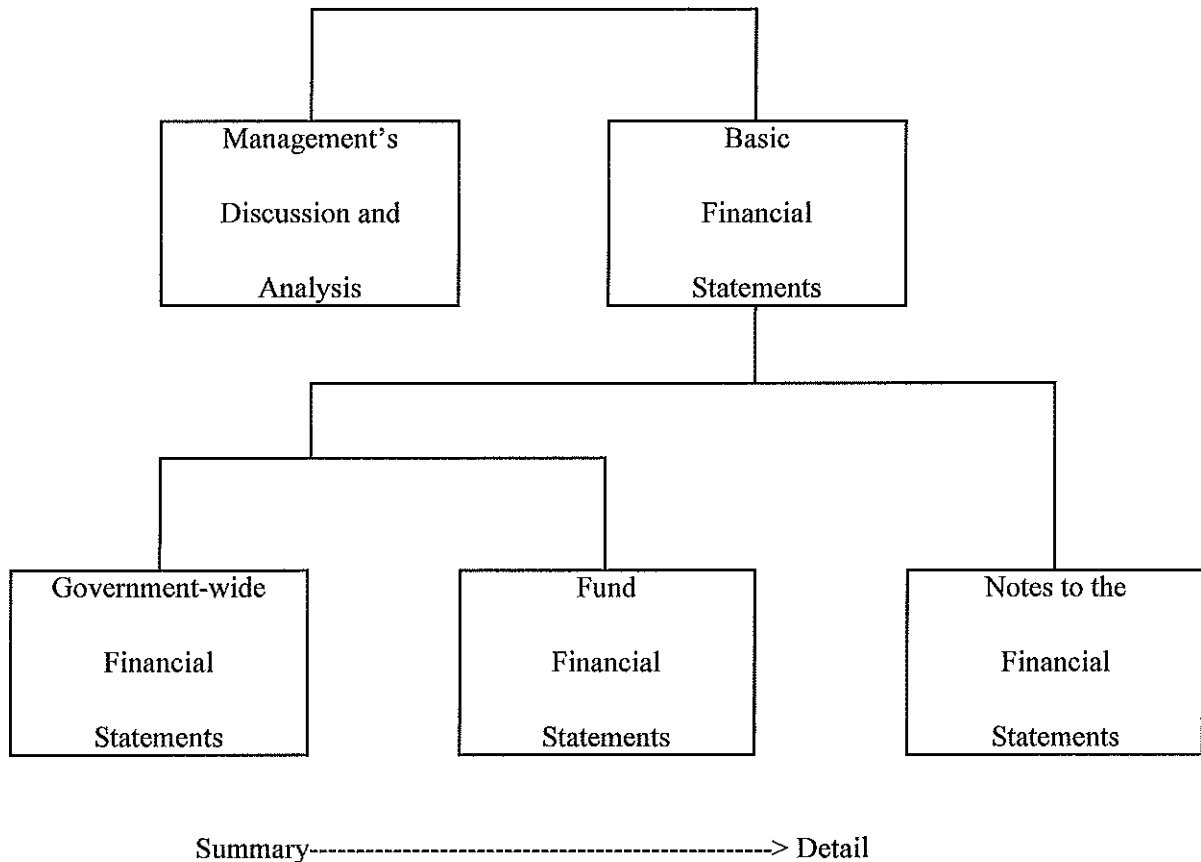 Management’s
Discussion and
Analysis
Basic
Financial
Statements
Government-wide
Financial
Statements
Fund
Financial
Statements
Notes to the
Financial
Statements
Summary---------------------------------------------------> Detail